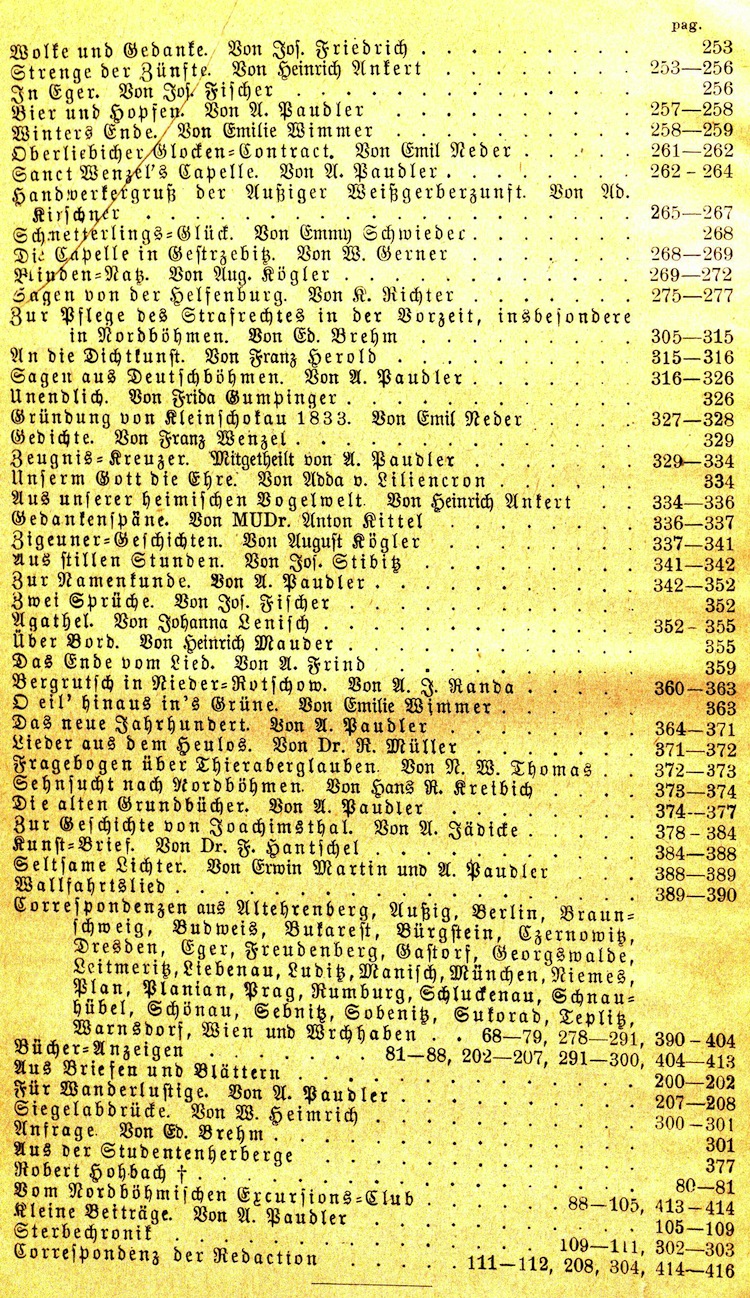 pag.
Wolke und Gedanke. Von Jos. Friedrich . . . . . . . . . 253
Strenge der Zünfte. Von Heinrich Ankert . . . . . . . . 253—256
In Eger. Von Jos. Fischer . . . . . . . . . . . . . . 256
Bier und Hopfen. Von A. Paudler . . . . . . . . . . 257—258
Winters Ende. Von Emilie Wimmer . . . . . . . . . . 258—259
Oberliebicher Glocken=Contract. Von Emil Neder . . . . . 261—262
Sanct Wenzel's Capelle. Von A. Paudler . . . . . . . . 262-264
Handwerkergruß der Außiger Weißgerberzunft. Von Ad.
Kirschner . . . . . . . . . . . . . . . . . . . . 265—267
Schmetterlings=Glück. Von Emmy Schwieder . . . . . . . 268
Die Capelle in Gestrzebitz. Von W. Gerner . . . . . . . . 268—269
Blinden=Natz. Von Aug. Kögler . . . . . . . . . . . . 269—272
Sagen von der Helfenburg. Von K. Richter . . . . . . . 275—277
Zur Pflege des Strafrechtes in der Vorzeit, insbesondere
in Nordböhmen. Von Ed. Brehm . . . . . . . . . . 305—315
An die Dichtkunst. Von Franz Herold . . . . . . . . . . 315—316
Sagen aus Deutschböhmen. Von A. Paudler . . . . . . . 316—326
Unendlich. Von Frida Gumpinger . . . . . . . . . . . . 326
Gründung von Kleinschokau 1833. Von Emil Neder . . . . 327—328
Gedichte. Von Franz Wenzel . . . . . . . . . . . . . . 329
Zeugnis=Kreuzer. Mitgetheilt von A. Paudler . . . . . . . 329—334
Unserm Gott die Ehre. Von Adda v. Liliencron . . . . . . 334
Aus unserer heimischen Vogelwelt. Von Heinrich Ankert . . 334—336
Gedankenspäne. Von MUDr. Anton Kittel . . . . . . . . 336—337
Zigeuner=Geschichten. Von August Kögler . . . . . . . . 337—341
Aus stillen Stunden. Von Jos. Stibitz . . . . . . . . . . 341—342
Zur Namenkunde. Von A. Paudler . . . . . . . . . . . 342—352
Zwei Sprüche. Von Jos. Fischer . . . . . . . . . . . . 352
Agathel. Von Johanna Lenisch . . . . . . . . . . . . . 352-355
Über Bord. Von Heinrich Mauder . . . . . . . . . . . . 355
Das Ende vom Lied. Von A. Frind . . . . . . . . . . . 359
Bergrutsch in Nieder=Rotschow. Von A. J. Randa . . . . . 360—363
O eil' hinaus in's Grüne. Von Emilie Wimmer . . . . . . 363
Das neue Jahrhundert. Von A. Paudler . . . . . . . . . 364—371
Lieder aus dem Heulos. Von Dr. R. Müller . . . . . . . 371—372
Fragebogen über Thieraberglauben. Von N. W. Thomas . . 372—373
Sehnsucht nach Nordböhmen. Von Hans R. Kreibich . . . . 373—374
Die alten Grundbücher. Von A. Paudler . . . . . . . . . 374—377
Zur Geschichte von Joachimsthal. Von A. Jädicke . . . . . 378-384
Kunst=Brief. Von Dr. F. Hantschel . . . . . . . . . . . 384—388
Seltsame Lichter. Von Erwin Martin und A. Paudler . . . 388—389
Wallfahrtslied . . . . . . . . . . . . . . . . . . . . 389—390
Correspondenzen aus Altehrenberg, Außig, Berlin, Braun=
schweig, Budweis, Bukarest, Bürgstein, Czernowitz,
Dresden, Eger, Freudenberg, Gastorf, Georgswalde,
Leitmeritz, Liebenau, Luditz, Manisch, München, Niemes,
Plan, Planian, Prag, Rumburg, Schluckenau, Schnau=
hübel, Schönau, Sebnitz, Sobenitz, Sukorad, Teplitz,
Warnsdorf, Wien und Wrchhaben . . 68—79, 278—291, 390-404
Bücher=Anzeigen . . . . . . . 81—88, 202—207, 291—300, 404—413
Aus Briefen und Blättern . . . . . . . . . . . . . . . 200—202
Für Wanderlustige. Von A. Paudler . . . . . . . . . . . 207—208
Siegelabdrücke. Von W. Heimrich . . . . . . . . . . . . 300-301
Anfrage. Von Ed. Brehm . . . . . . . . . . . . . . . . 301
Aus der Studentenherberge . . . . . . . . . . . . . . . 377
Robert Hohbach † . . . . . . . . . . . . . . . . . . . 80—81
Vom Nordböhmischen Excursions=Club . . . . . . 88—105, 413-414
Kleine Beiträge. Von A. Paudler . . . . . . . . . . . . 105—109
Sterbechronik . . . . . . . . . . . . . . . . 109—111, 302—303
Correspondenz der Redaction . . . . . 111—112, 208, 304, 414—416